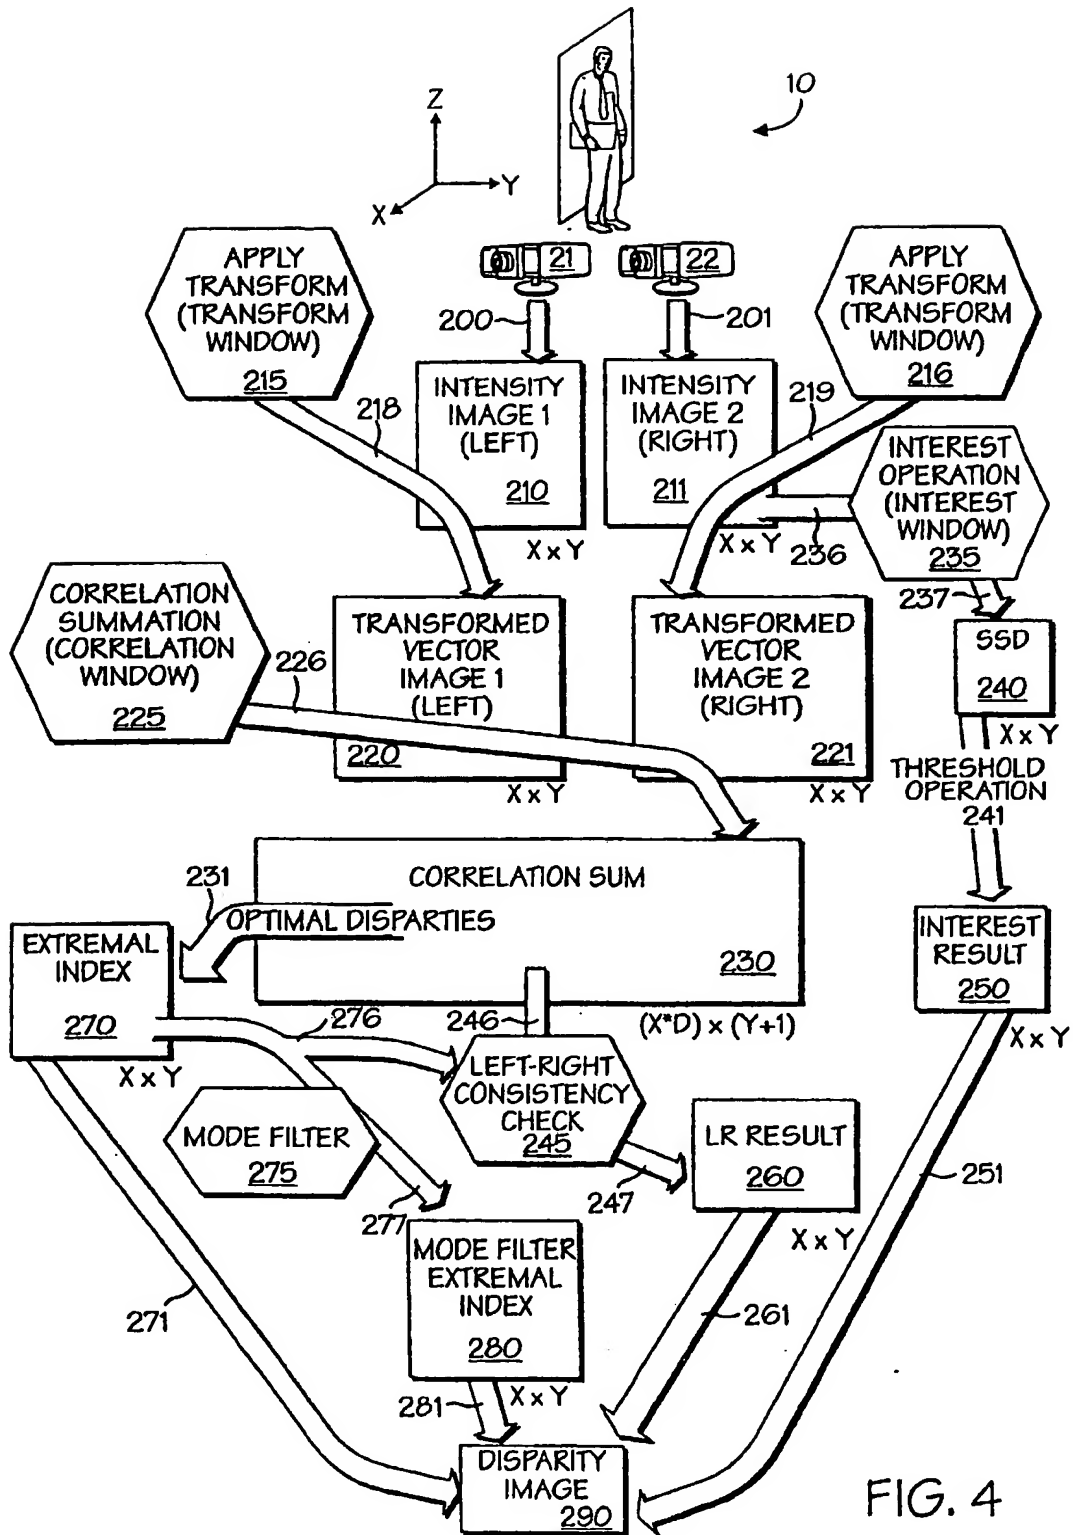 10
Z
Y
X
21
22
APPLY
TRANSFORM
(TRANSFORM
WINDOW)
215
200
201
APPLY
TRANSFORM
(TRANSFORM
WINDOW)
216
218
INTENSITY
IMAGE 1
(LEFT)
210
X x Y
INTENSITY
IMAGE 2
(RIGHT)
211
X x Y
219
INTEREST
OPERATION
(INTEREST
WINDOW)
235
236
237
CORRELATION
SUMMATION
(CORRELATION
WINDOW)
225
226
TRANSFORMED
VECTOR
IMAGE 1
(LEFT)
220
X x Y
TRANSFORMED
VECTOR
IMAGE 2
(RIGHT)
221
X x Y
SSD
240
X x Y
THRESHOLD
OPERATION
241
231
CORRELATION SUM
OPTIMAL DISPARTIES
230
(X*D) x (Y+1)
EXTREMAL
INDEX
270
X x Y
INTEREST
RESULT
250
X x Y
276
246
LEFT-RIGHT
CONSISTENCY
CHECK
245
MODE FILTER
275
277
247
LR RESULT
260
X x Y
251
MODE FILTER
EXTREMAL
INDEX
280
X x Y
271
261
281
DISPARITY
IMAGE
290
FIG. 4